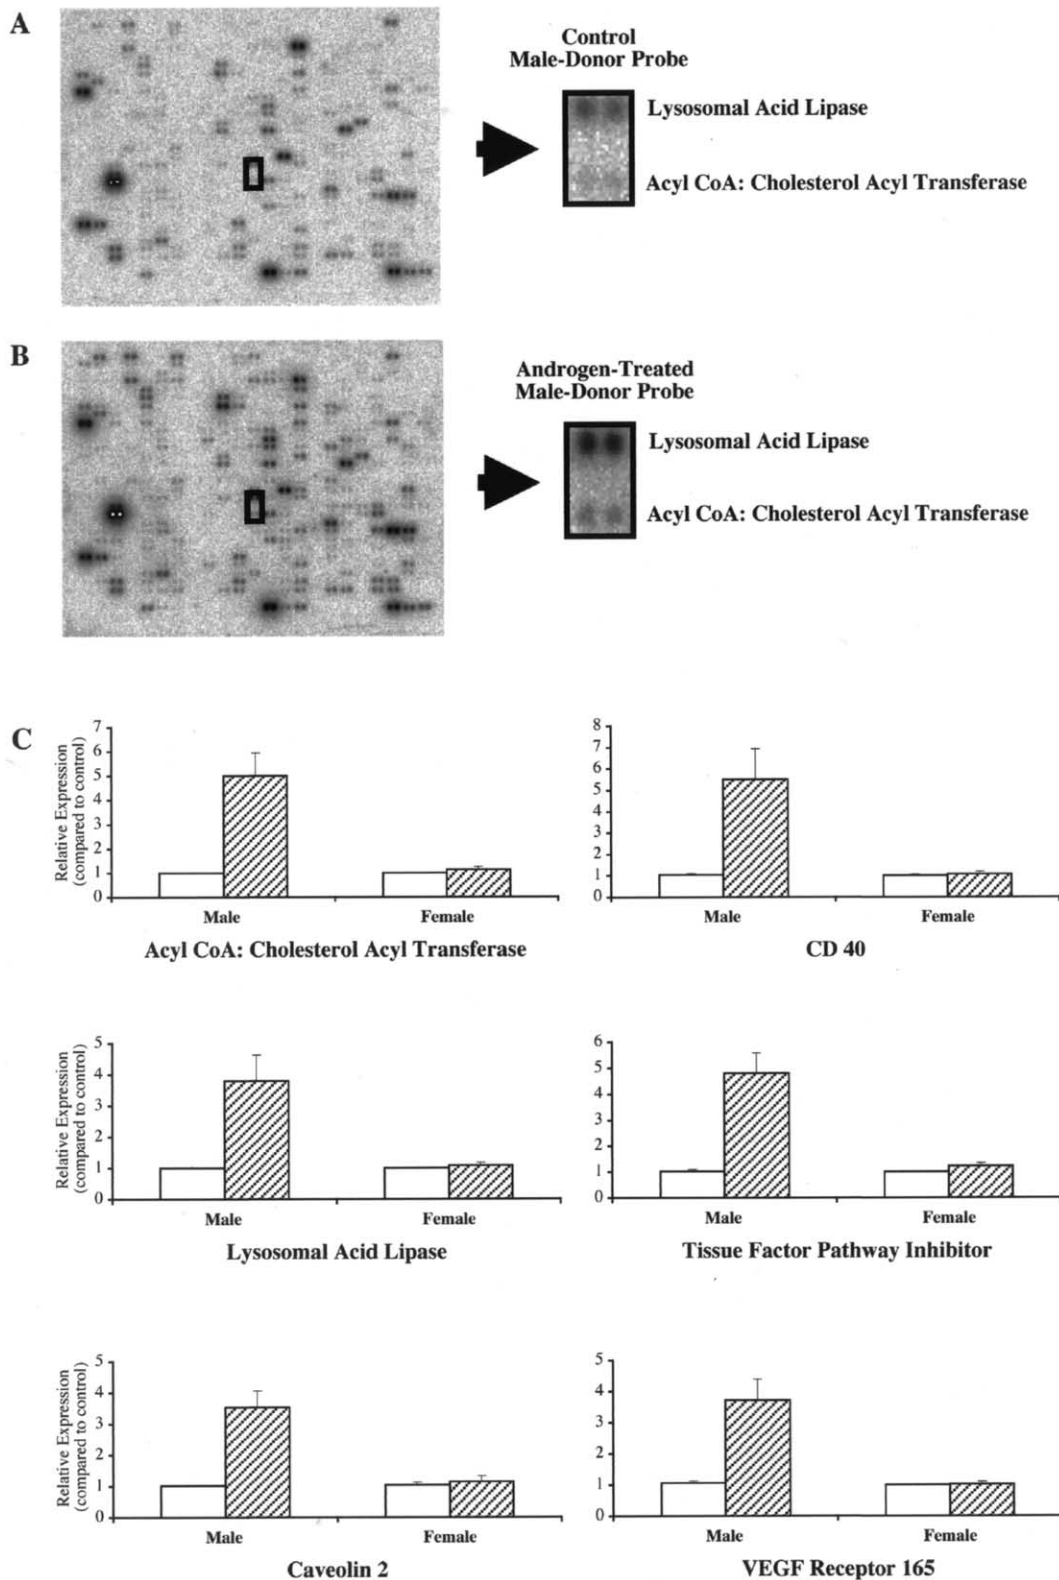 A
Control
Male-Donor Probe
Lysosomal Acid Lipase
Acyl CoA: Cholesterol Acyl Transferase
B
Androgen-Treated
Male-Donor Probe
Lysosomal Acid Lipase
Acyl CoA: Cholesterol Acyl Transferase
C
Relative Expression
(compared to control)
7
6
5
4
3
2
1
0
Male
Female
Acyl CoA: Cholesterol Acyl Transferase
8
7
6
5
4
3
2
1
0
Male
Female
CD 40
Relative Expression
(compared to control)
5
4
3
2
1
0
Male
Female
Lysosomal Acid Lipase
6
5
4
3
2
1
0
Male
Female
Tissue Factor Pathway Inhibitor
Relative Expression
(compared to control)
5
4
3
2
1
0
Male
Female
Caveolin 2
5
4
3
2
1
0
Male
Female
VEGF Receptor 165